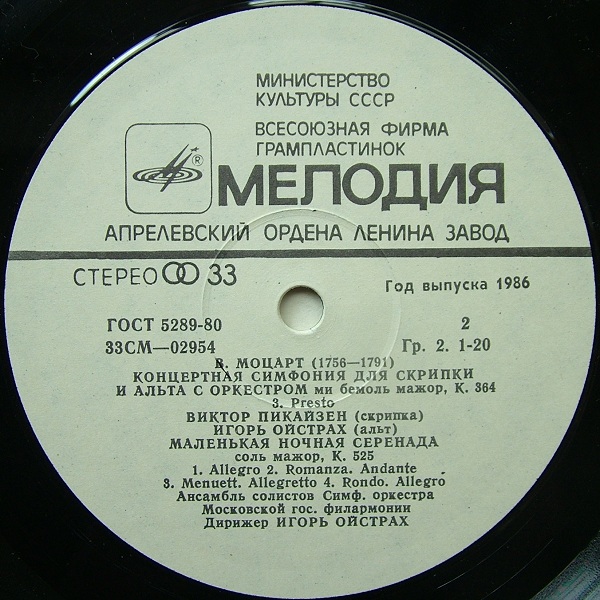 МИНИСТЕРСТВО
КУЛЬТУРЫ СССР
ВСЕСОЮЗНАЯ ФИРМА
ГРАМПЛАСТИНОК
®
МЕЛОДИЯ
АПРЕЛЕВСКИЙ ОРДЕНА ЛЕНИНА ЗАВОД
СТЕРЕО 33
Год выпуска 1986
ГОСТ 5289-80 2
33СМ—02954 Гр. 2. 1-20
В. МОЦАРТ (1756—1791)
КОНЦЕРТНАЯ СИМФОНИЯ ДЛЯ СКРИПКИ
И АЛЬТА С ОРКЕСТРОМ ми бемоль мажор, К. 364
3. Presto
ВИКТОР ПИКАЙЗЕН (скрипка)
ИГОРЬ ОЙСТРАХ (альт)
МАЛЕНЬКАЯ НОЧНАЯ СЕРЕНАДА
соль мажор, К. 525
1. Allegro 2. Romanza. Andante
3. Menuett. Allegretto 4. Rondo. Allegro
Ансамбль солистов Симф. оркестра
Московской гос. филармонии
Дирижер ИГОРЬ ОЙСТРАХ